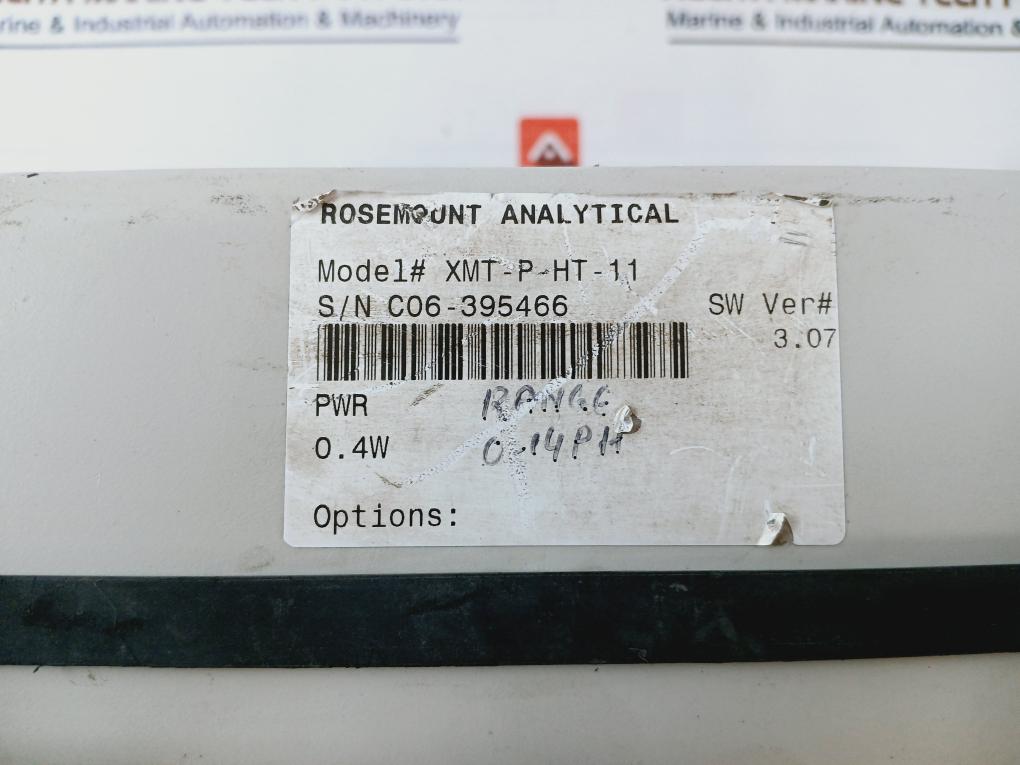 Marine & Industrial Automation & Machinery
Marine & Industrial Automation &
ROSEMOUNT ANALYTICAL
Model# XMT-P-HT-11
S/N C06-395466
SW Ver#
3.07
PWR
RANGE
0.4W
0-14PH
Options: